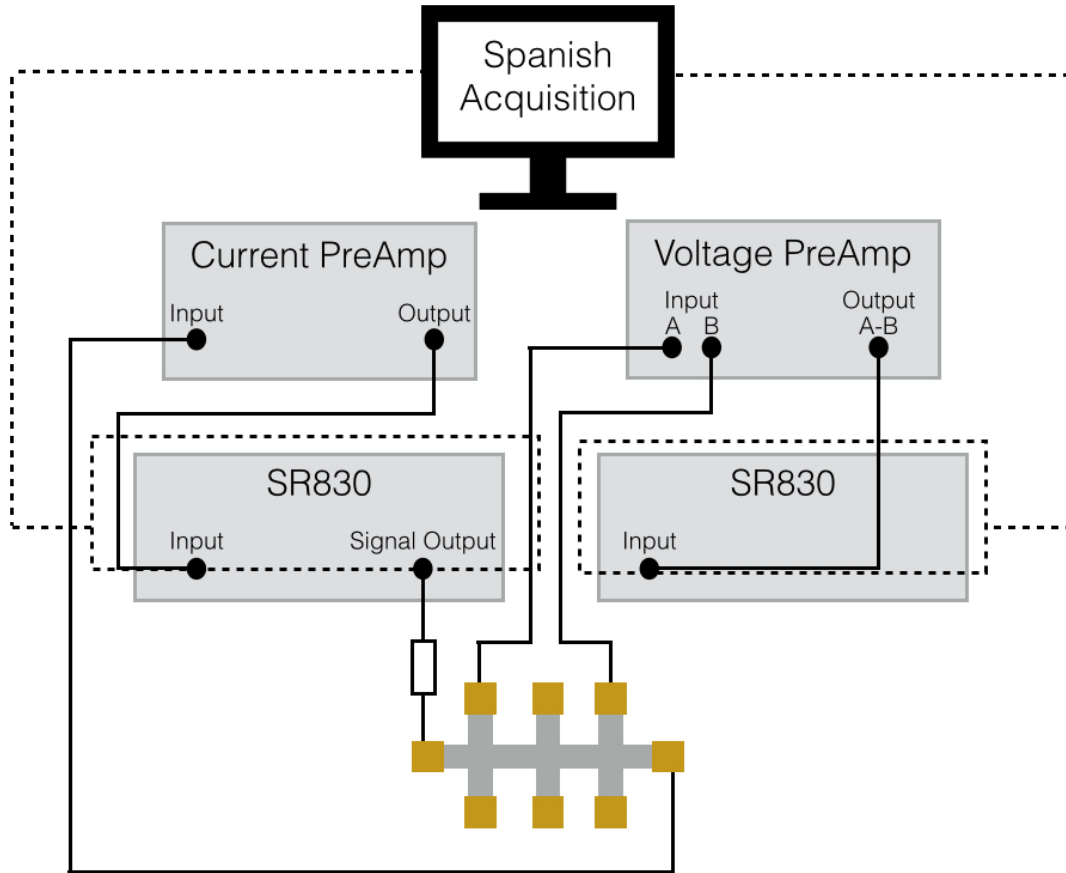 Spanish
Acquisition
Current PreAmp
Input
Output
Voltage PreAmp
Input
Output
A
B
A-B
SR830
Input
Signal Output
SR830
Input